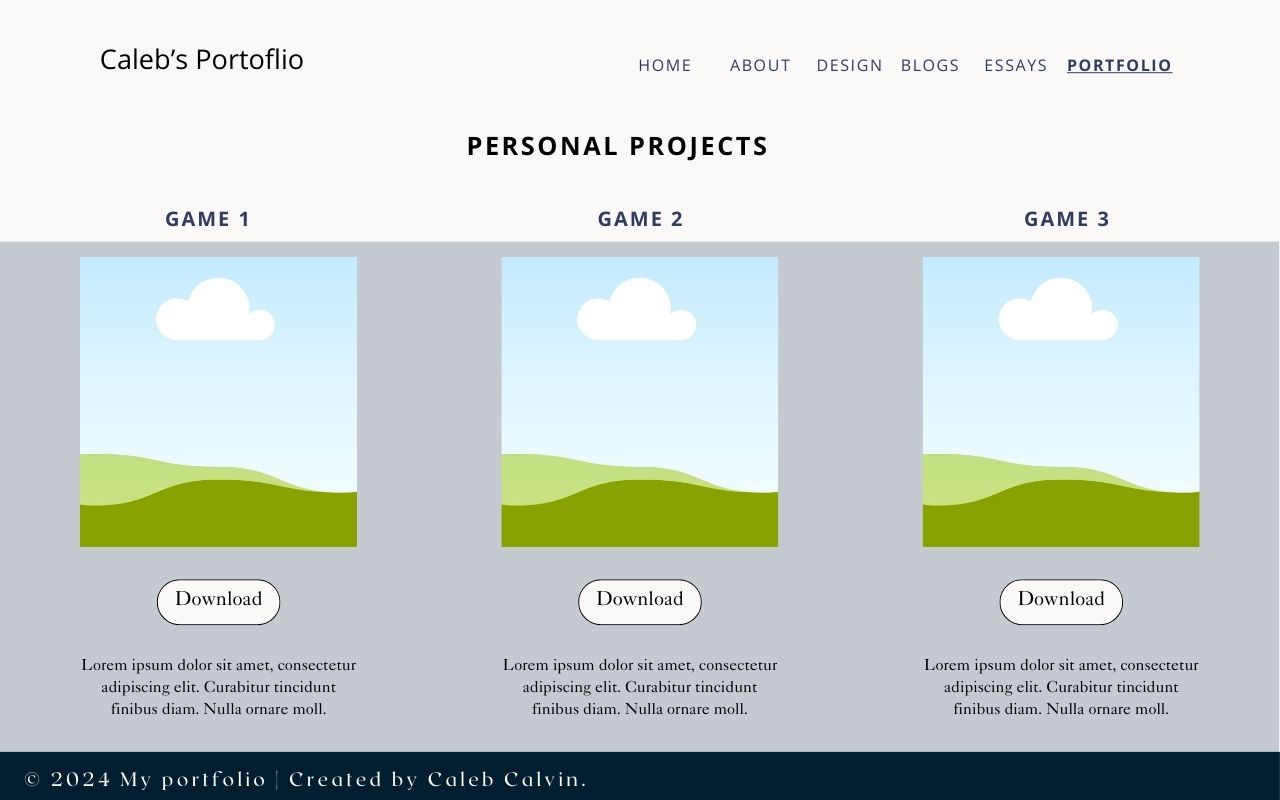 Caleb’s Portoflio
HOME ABOUT DESIGN BLOGS ESSAYS PORTFOLIO
PERSONAL PROJECTS
GAME 1
GAME 2
GAME 3
Download
Download
Download
Lorem ipsum dolor sit amet, consectetur
adipiscing elit. Curabitur tincidunt
finibus diam. Nulla ornare moll.
Lorem ipsum dolor sit amet, consectetur
adipiscing elit. Curabitur tincidunt
finibus diam. Nulla ornare moll.
Lorem ipsum dolor sit amet, consectetur
adipiscing elit. Curabitur tincidunt
finibus diam. Nulla ornare moll.
© 2024 My portfolio | Created by Caleb Calvin.